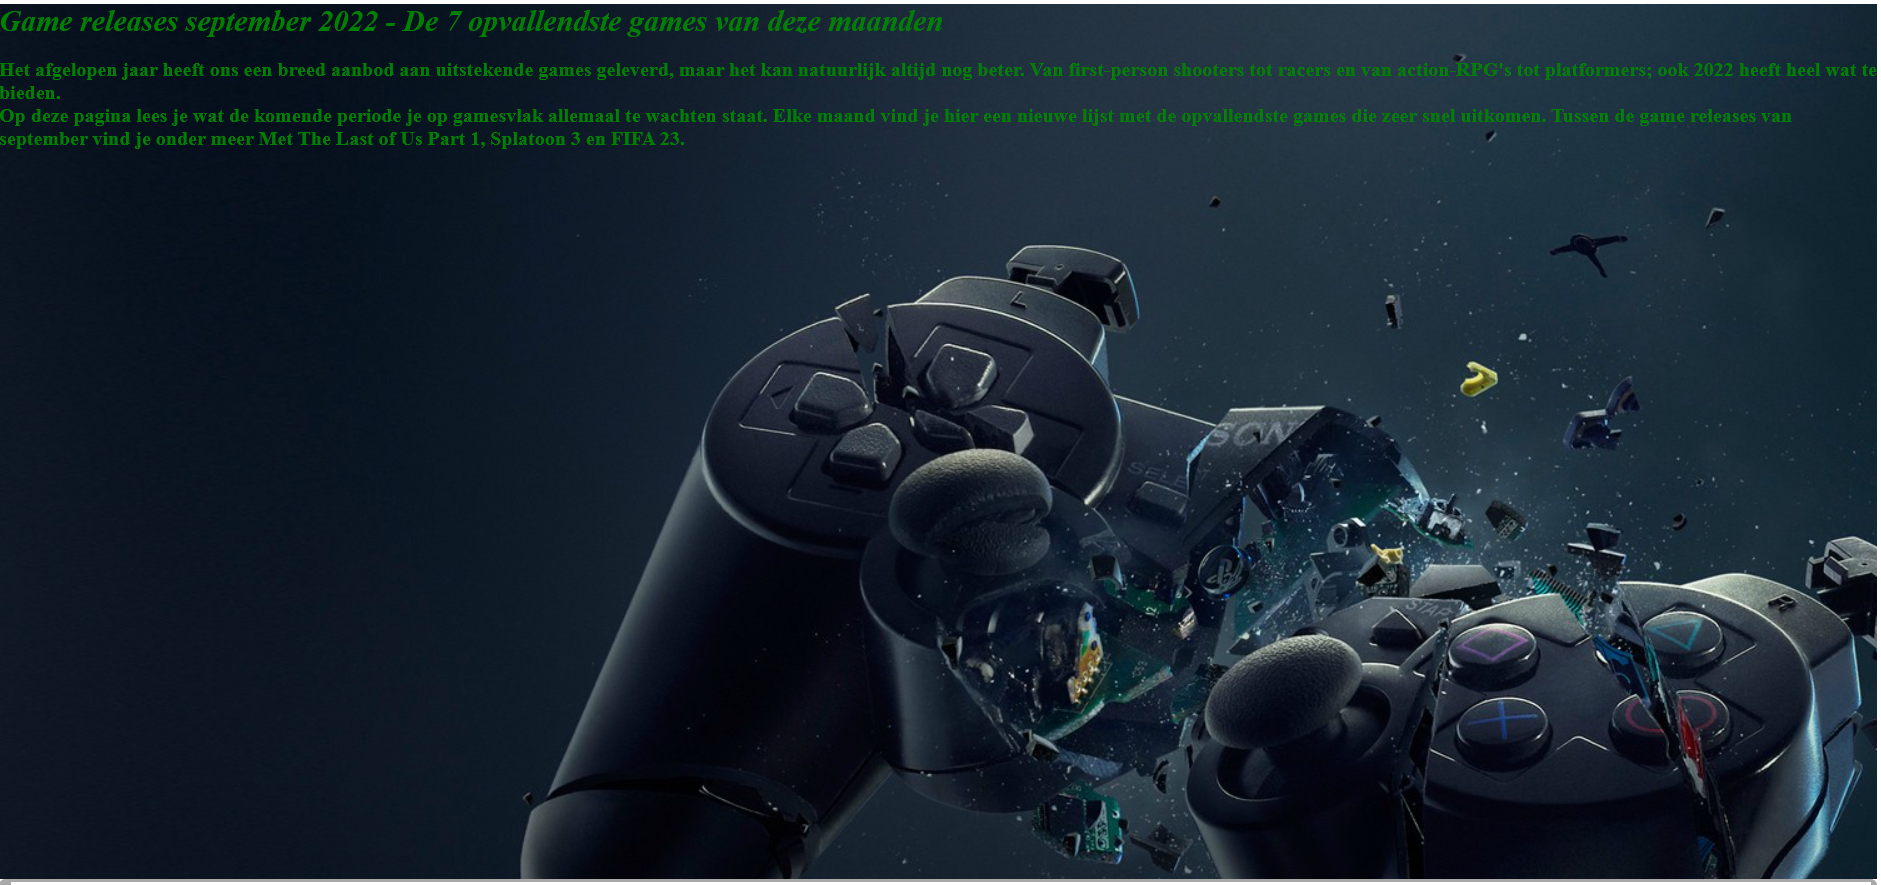 Game releases september 2022 - De 7 opvallendste games van deze maanden
Het afgelopen jaar heeft ons een breed aanbod aan uitstekende games geleverd, maar het kan natuurlijk altijd nog beter. Van first-person shooters tot racers en van action-RPG's tot platformers; ook 2022 heeft heel wat te
bieden.
Op deze pagina lees je wat de komende periode je op gamesvlak allemaal te wachten staat. Elke maand vind je hier een nieuwe lijst met de opvallendste games die zeer snel uitkomen. Tussen de game releases van
september vind je onder meer Met The Last of Us Part 1, Splatoon 3 en FIFA 23.
L
SON
START
R